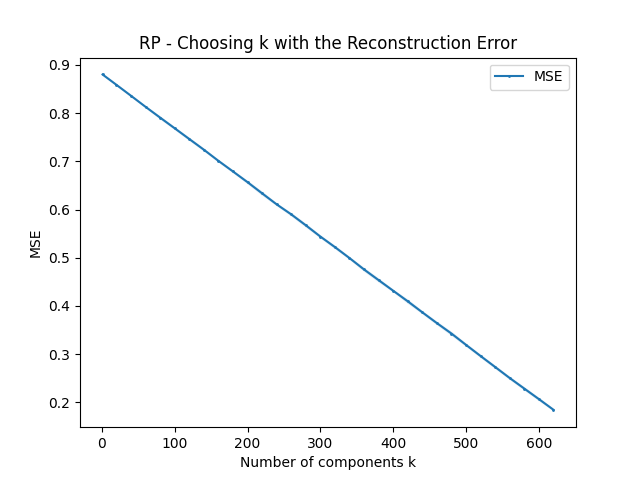 RP - Choosing k with the Reconstruction Error
MSE
0.9
0.8
0.7
0.6
0.5
0.4
0.3
0.2
MSE
0 100 200 300 400 500 600
Number of components k